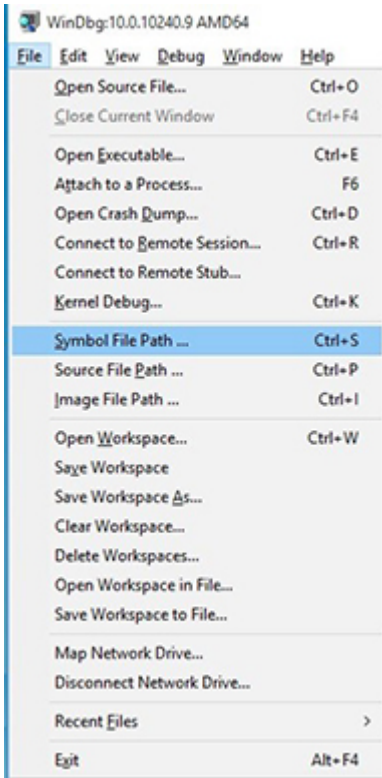 WinDbg:10.0.10240.9 AMD64
File Edit View Debug Window Help
Open Source File... Ctrl+O
Close Current Window Ctrl+F4
Open Executable... Ctrl+E
Attach to a Process... F6
Open Crash Dump... Ctrl+D
Connect to Remote Session... Ctrl+R
Connect to Remote Stub...
Kernel Debug... Ctrl+K
Symbol File Path ... Ctrl+S
Source File Path ... Ctrl+P
Image File Path ... Ctrl+I
Open Workspace... Ctrl+W
Save Workspace
Save Workspace As...
Clear Workspace...
Delete Workspaces...
Open Workspace in File...
Save Workspace to File...
Map Network Drive...
Disconnect Network Drive...
Recent Files >
Exit Alt+F4